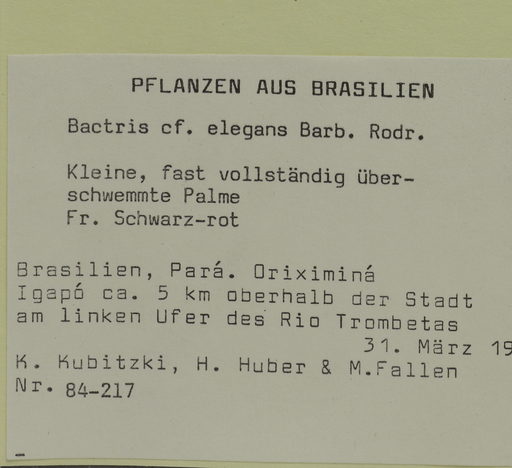 PFLANZEN AUS BRASILIEN
Bactris cf. elegans Barb. Rodr.
Kleine, fast vollständig über-
schwemmte Palme
Fr. Schwarz-rot
Brasilien, Pará. Oriximiná
Igapó ca. 5 km oberhalb der Stadt
am linken Ufer des Rio Trombetas
31. März 19
K. Kubitzki, H. Huber & M.Fallen
Nr. 84-217